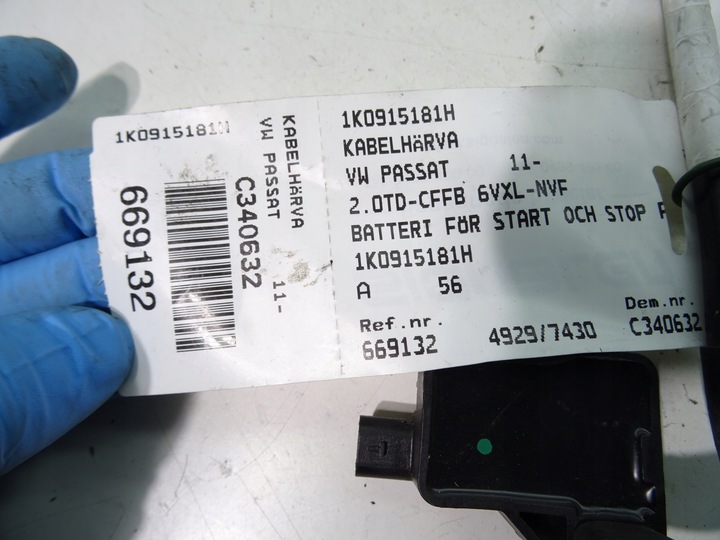 1K0915181H
KABELHÄRVA
VW PASSAT 11-
C340632
669132
1K0915181H
KABELHÄRVA
VW PASSAT 11-
2.0TD-CFFB 6VXL-NVF
BATTERI FÖR START OCH STOP
1K0915181H
A 56
Ref.nr.
669132
4929/7430
Dem.nr.
C340632